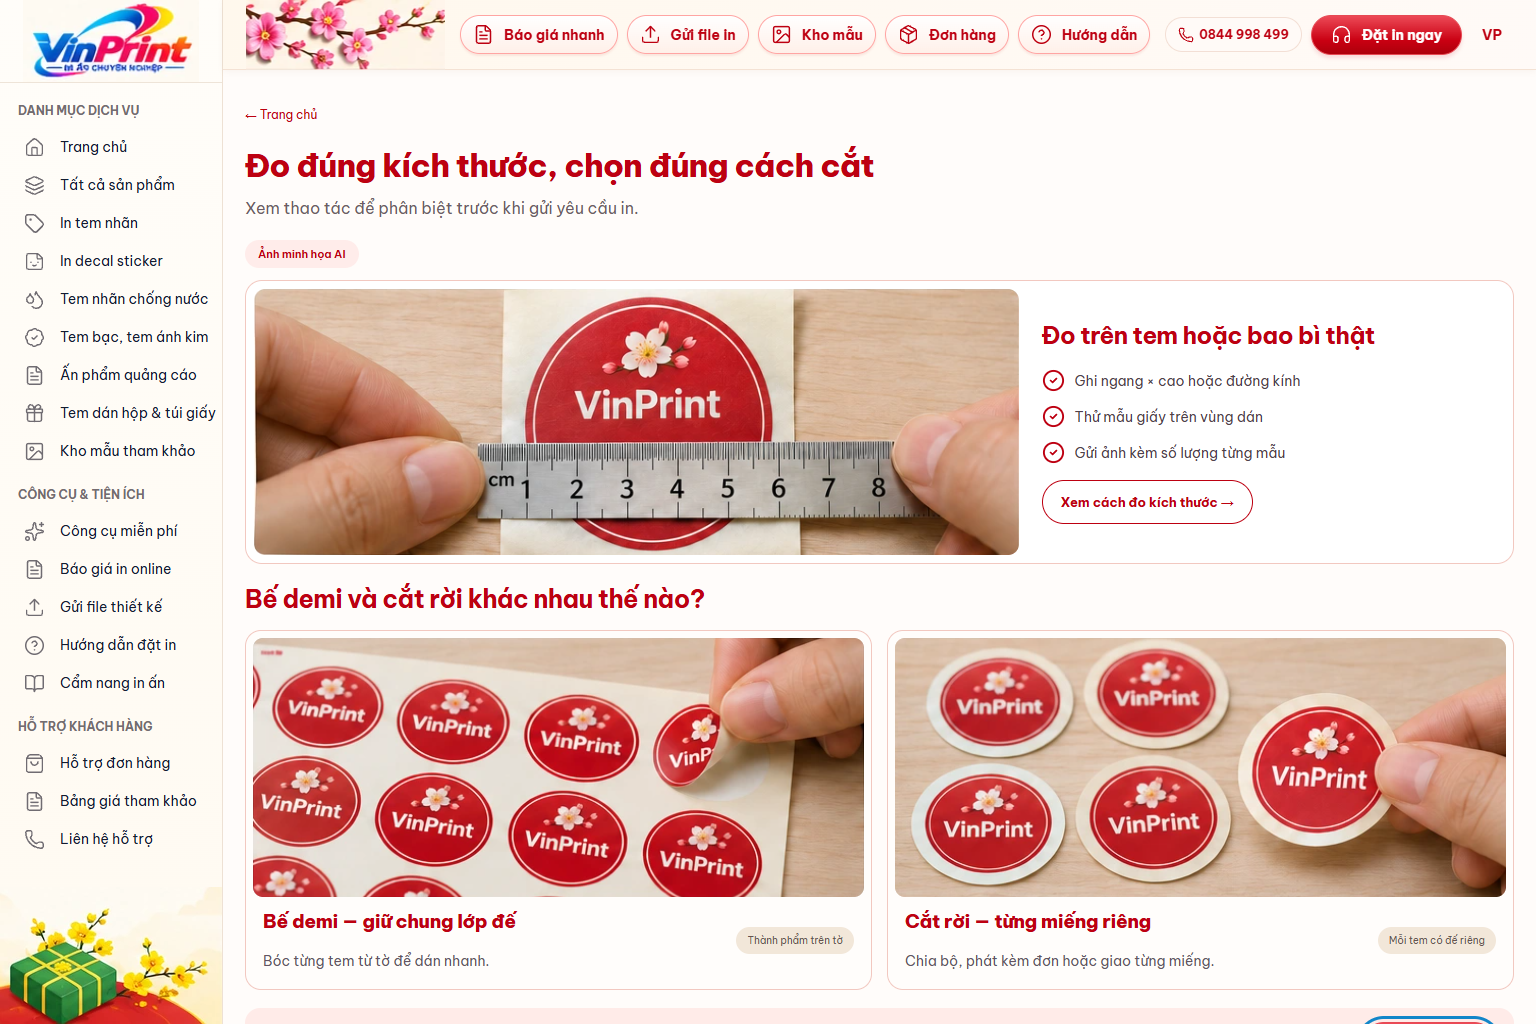 VinPrint
IN ẤN CHUYÊN NGHIỆP
Báo giá nhanh
Gửi file in
Kho mẫu
Đơn hàng
Hướng dẫn
0844 998 499
Đặt in ngay
VP
DANH MỤC DỊCH VỤ
Trang chủ
Tất cả sản phẩm
In tem nhãn
In decal sticker
Tem nhãn chống nước
Tem bạc, tem ánh kim
Ấn phẩm quảng cáo
Tem dán hộp & túi giấy
Kho mẫu tham khảo
CÔNG CỤ & TIỆN ÍCH
Công cụ miễn phí
Báo giá in online
Gửi file thiết kế
Hướng dẫn đặt in
Cẩm nang in ấn
HỖ TRỢ KHÁCH HÀNG
Hỗ trợ đơn hàng
Bảng giá tham khảo
Liên hệ hỗ trợ
← Trang chủ
Đo đúng kích thước, chọn đúng cách cắt
Xem thao tác để phân biệt trước khi gửi yêu cầu in.
Ảnh minh họa AI
VinPrint
cm 1 2 3 4 5 6 7 8
Đo trên tem hoặc bao bì thật
Ghi ngang × cao hoặc đường kính
Thử mẫu giấy trên vùng dán
Gửi ảnh kèm số lượng từng mẫu
Xem cách đo kích thước →
Bế demi và cắt rời khác nhau thế nào?
VinPrint
VinPrint
VinPrint
VinP
VinPrint
VinPrint
VinPrint
VinPrint
Bế demi – giữ chung lớp đế
Bóc từng tem từ tờ để dán nhanh.
Thành phẩm trên tờ
VinPrint
VinPrint
VinPrint
VinPrint
VinPrint
Cắt rời – từng miếng riêng
Chia bộ, phát kèm đơn hoặc giao từng miếng.
Mỗi tem có đế riêng